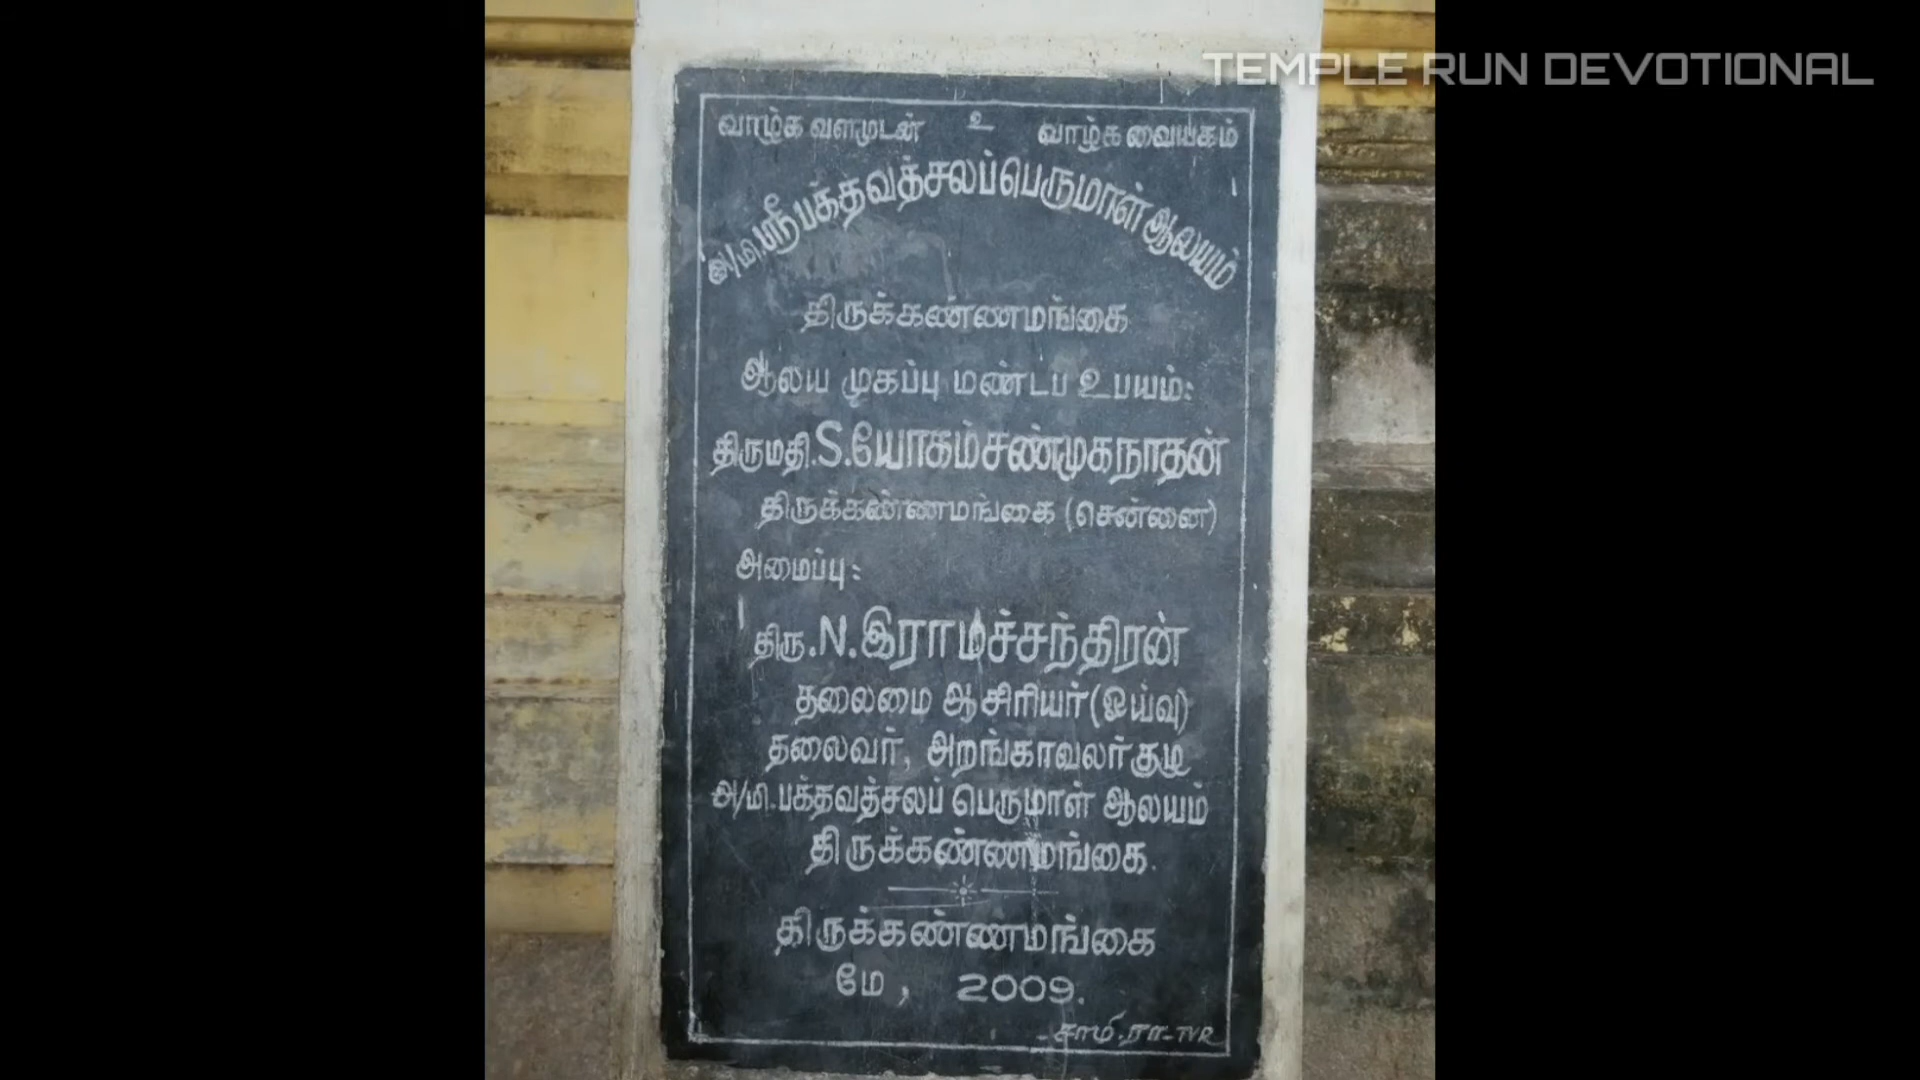 TEMPLE RUN DEVOTIONAL
வாழ்க வளமுடன் உ வாழ்க வையகம்
அ/மி.ஸ்ரீ பக்தவத்சலப்பெருமாள் ஆலயம்
திருக்கண்ணமங்கை
ஆலய முகப்பு மண்டப உபயம்:
திருமதி.S.யோகம்சண்முகநாதன்
திருக்கண்ணமங்கை (சென்னை)
அமைப்பு:
திரு.N.இராமச்சந்திரன்
தலைமை ஆசிரியர்(ஓய்வு)
தலைவர், அறங்காவலர்குழு
அ/மி.பக்தவத்சலப் பெருமாள் ஆலயம்
திருக்கண்ணமங்கை.
திருக்கண்ணமங்கை
மே, 2009.
- சாமி.ரா-TVR